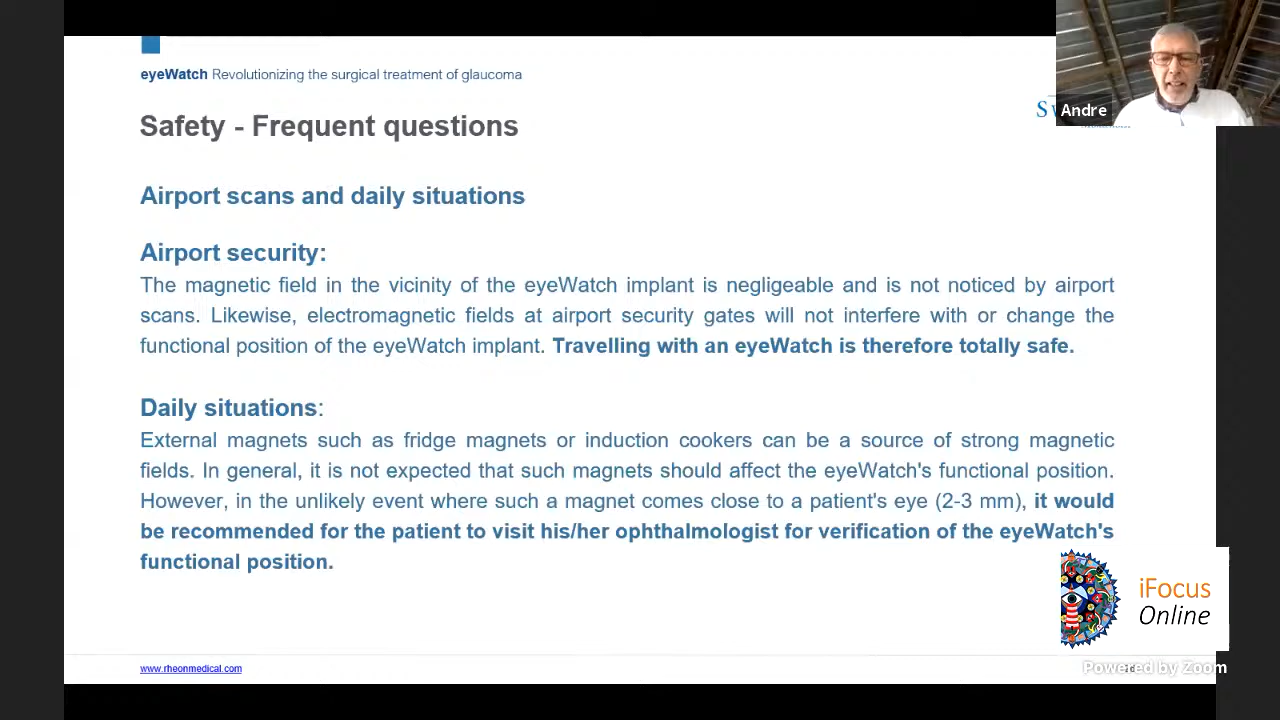 eyeWatch Revolutionizing the surgical treatment of glaucoma
Andre
Safety - Frequent questions
Airport scans and daily situations
Airport security:
The magnetic field in the vicinity of the eyeWatch implant is negligeable and is not noticed by airport
scans. Likewise, electromagnetic fields at airport security gates will not interfere with or change the
functional position of the eyeWatch implant. Travelling with an eyeWatch is therefore totally safe.
Daily situations:
External magnets such as fridge magnets or induction cookers can be a source of strong magnetic
fields. In general, it is not expected that such magnets should affect the eyeWatch's functional position.
However, in the unlikely event where such a magnet comes close to a patient's eye (2-3 mm), it would
be recommended for the patient to visit his/her ophthalmologist for verification of the eyeWatch's
functional position.
iFocus
Online
www.rheonmedical.com
Powered by Zoom